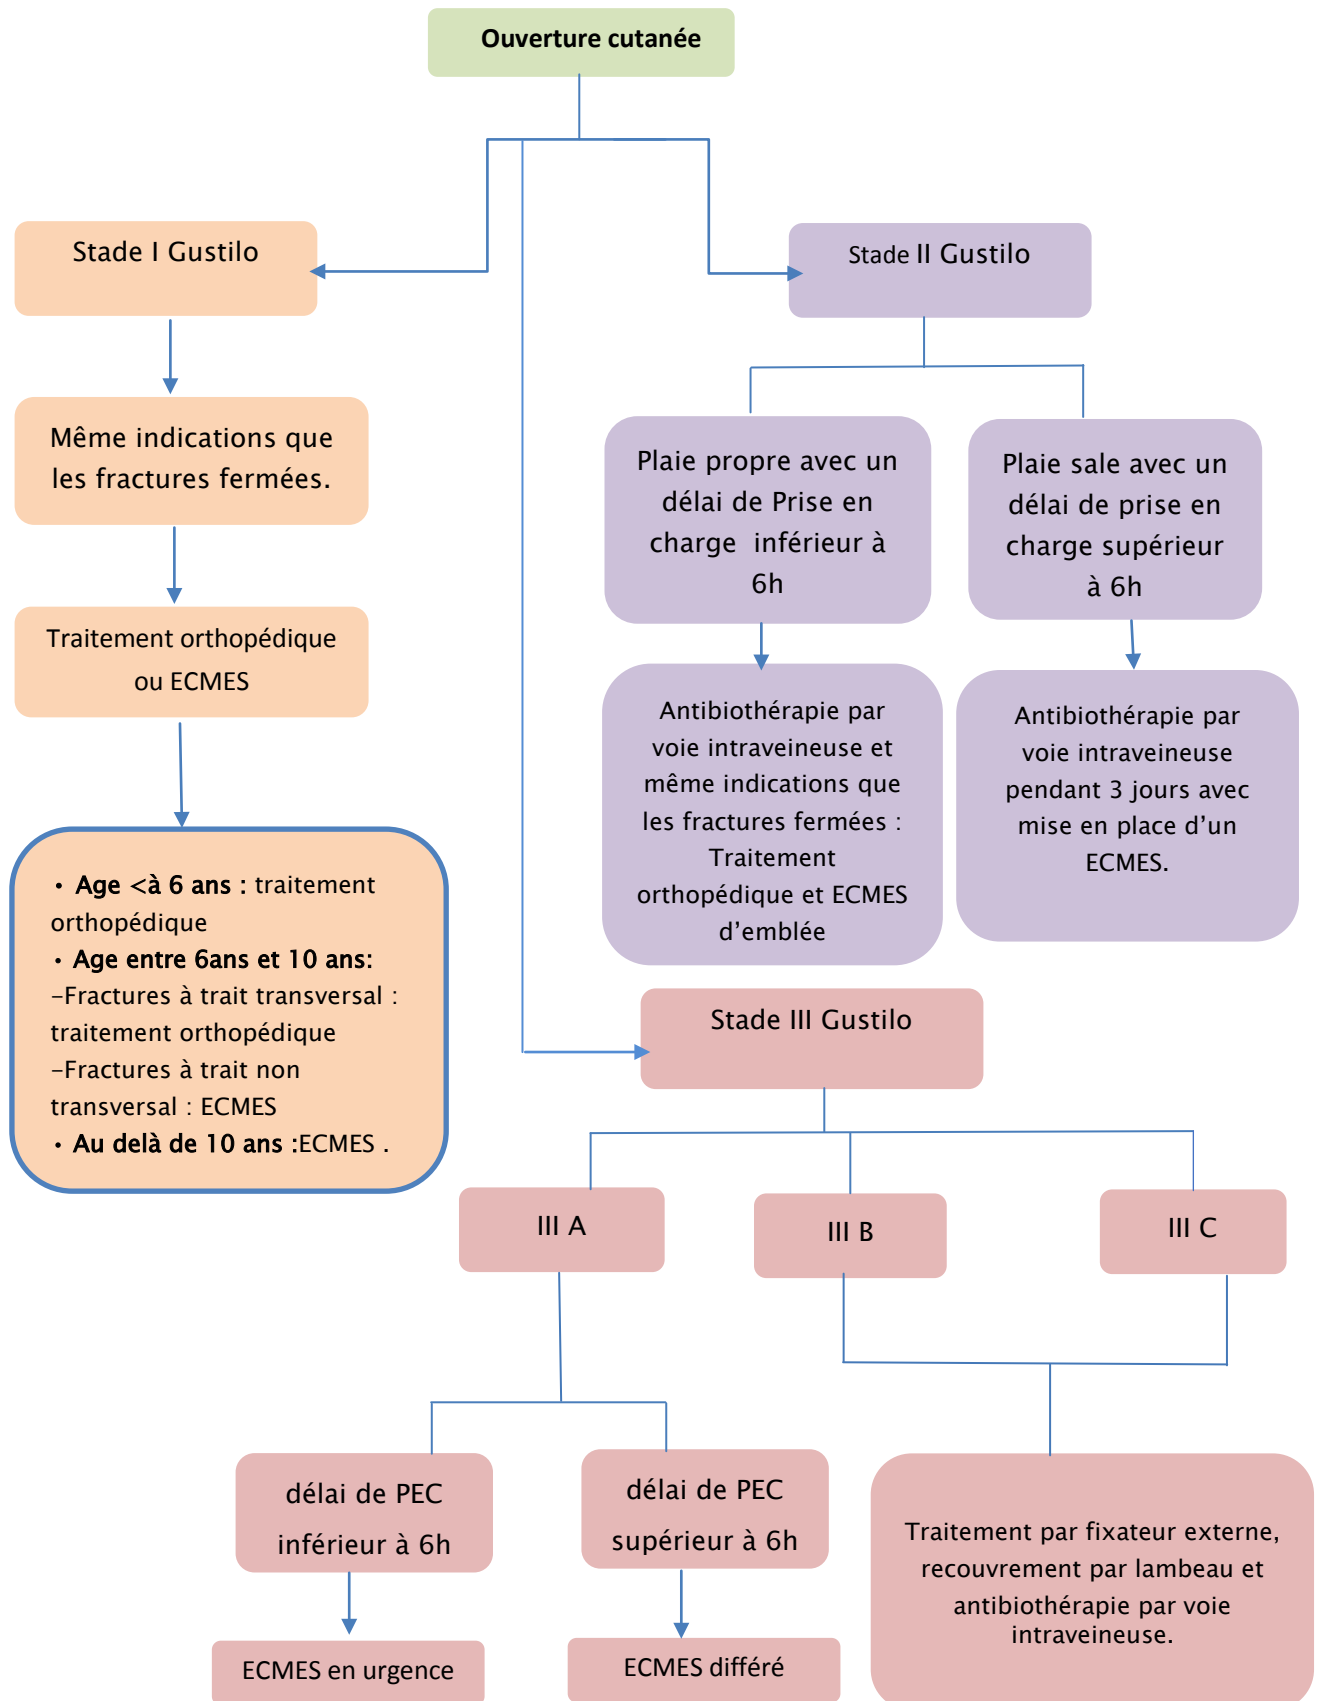 Ouverture cutanée
Stade I Gustilo
Stade II Gustilo
Même indications que
les fractures fermées.
Plaie propre avec un
délai de Prise en
charge inférieur à
6h
Plaie sale avec un
délai de prise en
charge supérieur
à 6h
Traitement orthopédique
ou ECMES
Antibiothérapie par
voie intraveineuse et
même indications que
les fractures fermées :
Traitement
orthopédique et ECMES
d’emblée
Antibiothérapie par
voie intraveineuse
pendant 3 jours avec
mise en place d’un
ECMES.
• Age <à 6 ans : traitement
orthopédique
• Age entre 6ans et 10 ans:
-Fractures à trait transversal :
traitement orthopédique
-Fractures à trait non
transversal : ECMES
• Au delà de 10 ans :ECMES .
Stade III Gustilo
III A
III B
III C
délai de PEC
inférieur à 6h
délai de PEC
supérieur à 6h
Traitement par fixateur externe,
recouvrement par lambeau et
antibiothérapie par voie
intraveineuse.
ECMES en urgence
ECMES différé